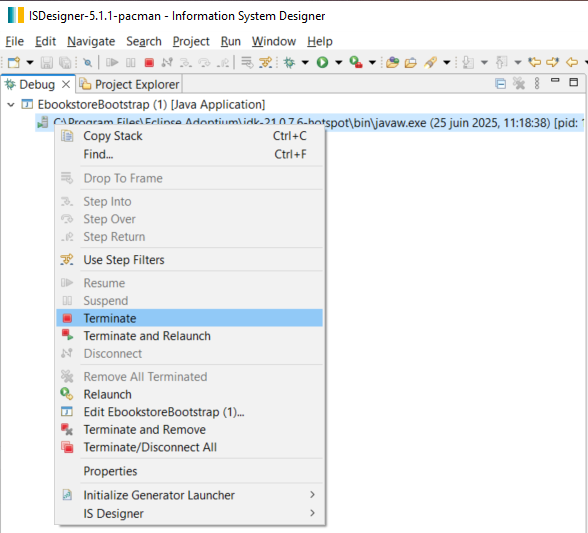 ISDesigner-5.1.1-pacman - Information System Designer
File Edit Navigate Search Project Run Window Help
Debug Project Explorer
EbookstoreBootstrap (1) [Java Application]
C:\Program Files\Eclipse Adoptium\jdk-21.0.7.6-hotspot\bin\javaw.exe (25 juin 2025, 11:18:38) [pid:
Copy Stack Ctrl+C
Find... Ctrl+F
Drop To Frame
Step Into
Step Over
Step Return
Use Step Filters
Resume
Suspend
Terminate
Terminate and Relaunch
Disconnect
Remove All Terminated
Relaunch
Edit EbookstoreBootstrap (1)...
Terminate and Remove
Terminate/Disconnect All
Properties
Initialize Generator Launcher
IS Designer